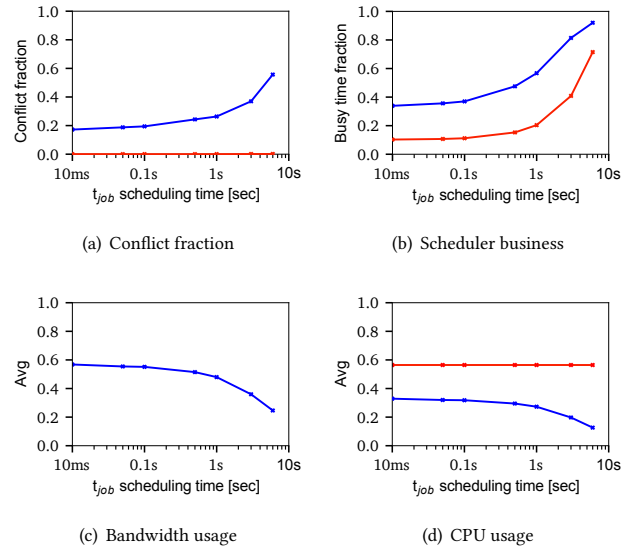 1.0
0.8
0.6
0.4
0.2
0.0
Conflict fraction
10ms 0.1s 1s 10s
t_job scheduling time [sec]
(a) Conflict fraction
1.0
0.8
0.6
0.4
0.2
0.0
Busy time fraction
10ms 0.1s 1s 10s
t_job scheduling time [sec]
(b) Scheduler business
1.0
0.8
0.6
0.4
0.2
0.0
Avg
10ms 0.1s 1s 10s
t_job scheduling time [sec]
(c) Bandwidth usage
1.0
0.8
0.6
0.4
0.2
0.0
Avg
10ms 0.1s 1s 10s
t_job scheduling time [sec]
(d) CPU usage